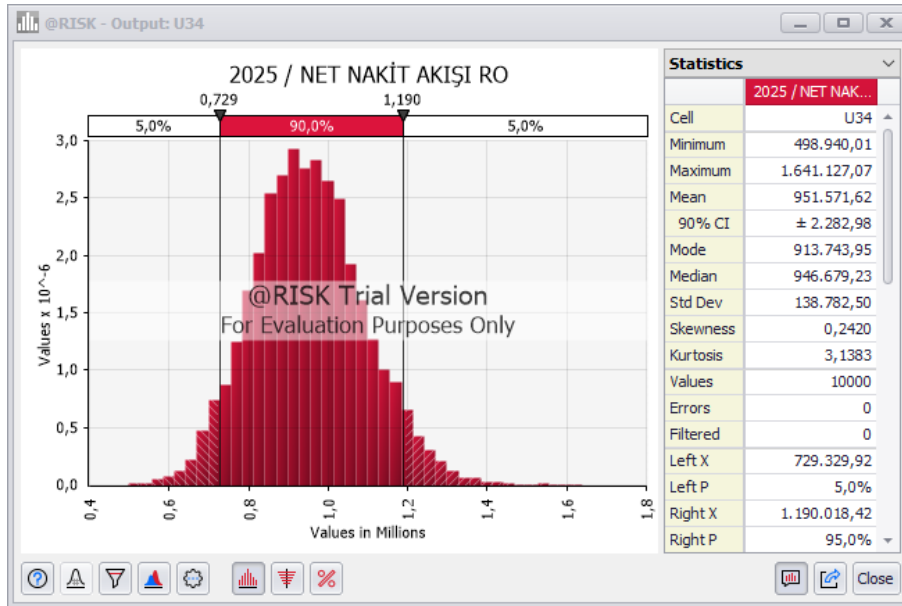 @RISK - Output: U34
2025 / NET NAKİT AKIŞI RO
0,729 1,190
5,0% 90,0% 5,0%
3,0
2,5
2,0
1,5
1,0
0,5
0,0
Values x 10^-6
0,4 0,6 0,8 1,0 1,2 1,4 1,6 1,8
Values in Millions
@RISK Trial Version
For Evaluation Purposes Only
Statistics
2025 / NET NAK...
Cell U34
Minimum 498.940,01
Maximum 1.641.127,07
Mean 951.571,62
90% CI ± 2.282,98
Mode 913.743,95
Median 946.679,23
Std Dev 138.782,50
Skewness 0,2420
Kurtosis 3,1383
Values 10000
Errors 0
Filtered 0
Left X 729.329,92
Left P 5,0%
Right X 1.190.018,42
Right P 95,0%
Close